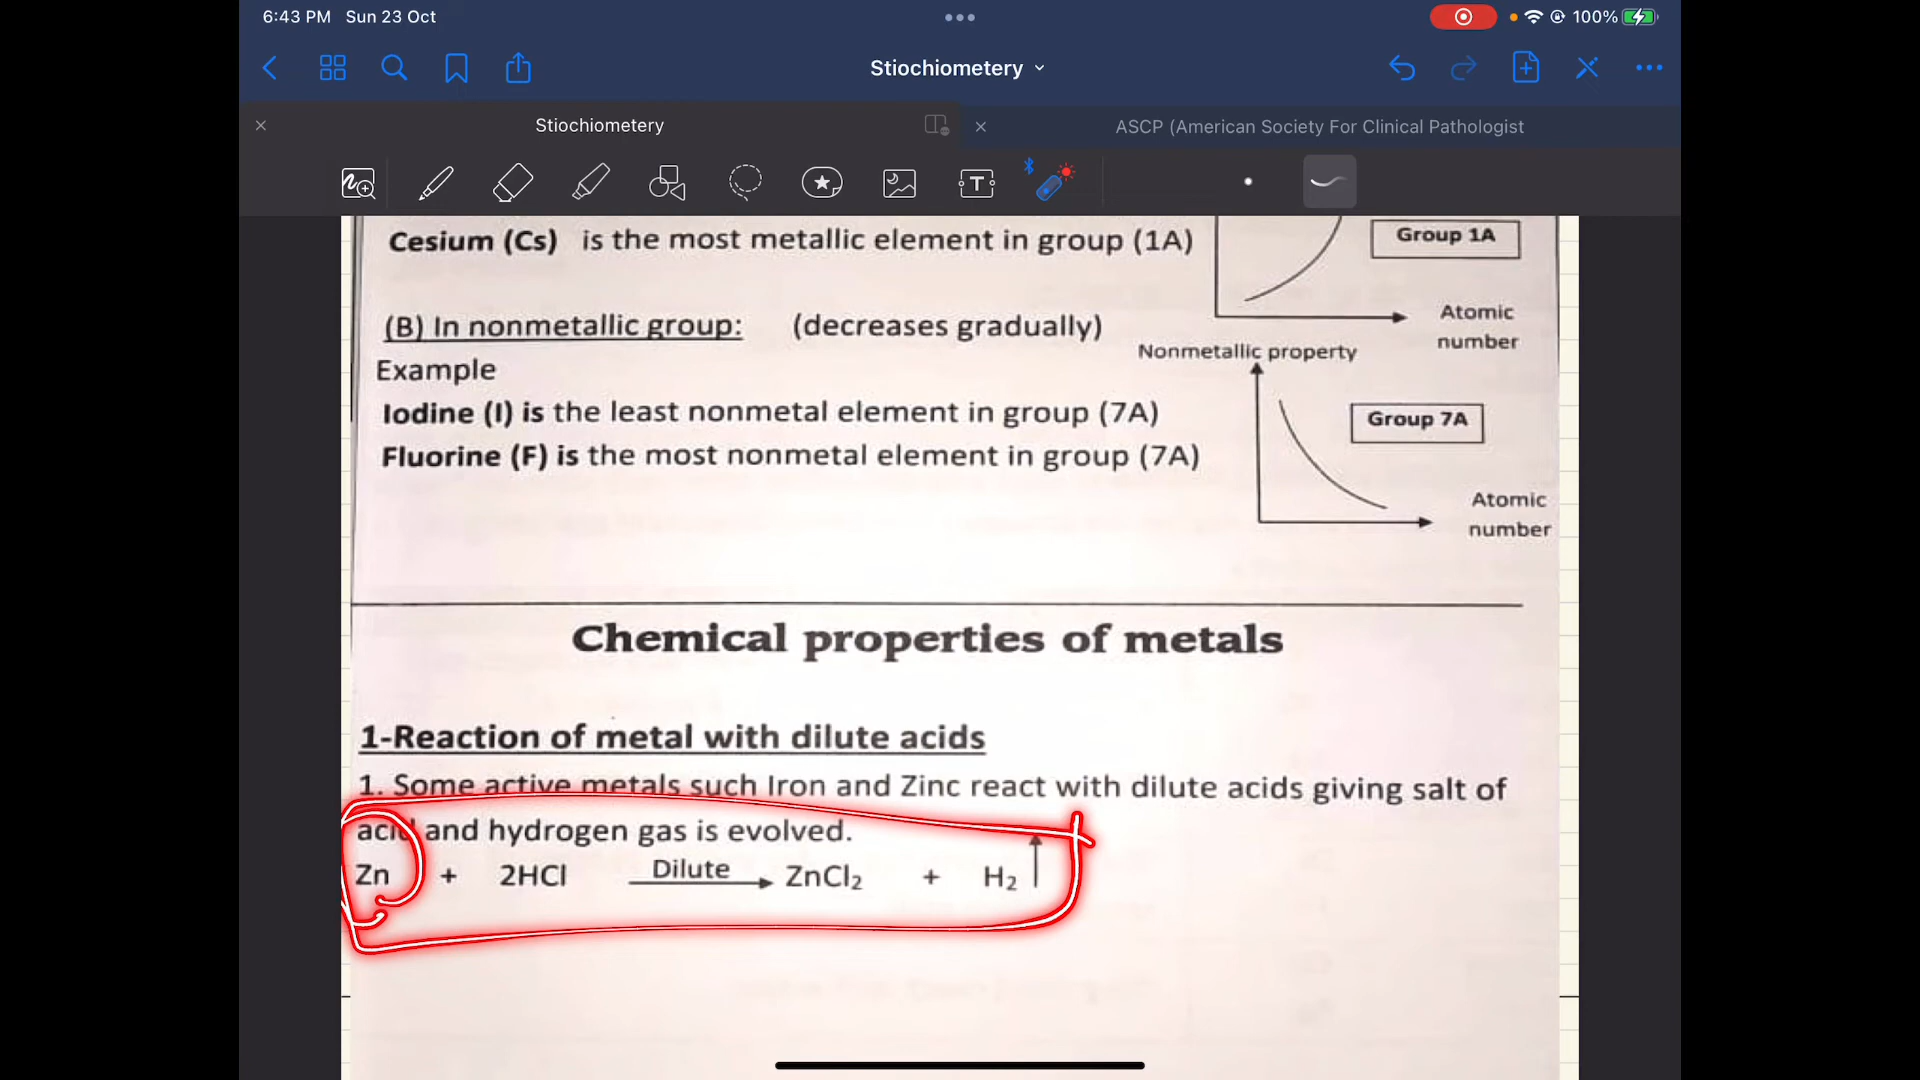 6:43 PM Sun 23 Oct
100%
Stiochiometery
Stiochiometery
ASCP (American Society For Clinical Pathologist
T
Cesium (Cs) is the most metallic element in group (1A)
Group 1A
Atomic
number
(B) In nonmetallic group: (decreases gradually)
Nonmetallic property
Example
Iodine (I) is the least nonmetal element in group (7A)
Group 7A
Fluorine (F) is the most nonmetal element in group (7A)
Atomic
number
Chemical properties of metals
1-Reaction of metal with dilute acids
1. Some active metals such Iron and Zinc react with dilute acids giving salt of
acid and hydrogen gas is evolved.
Zn + 2HCl Dilute ZnCl₂ + H₂